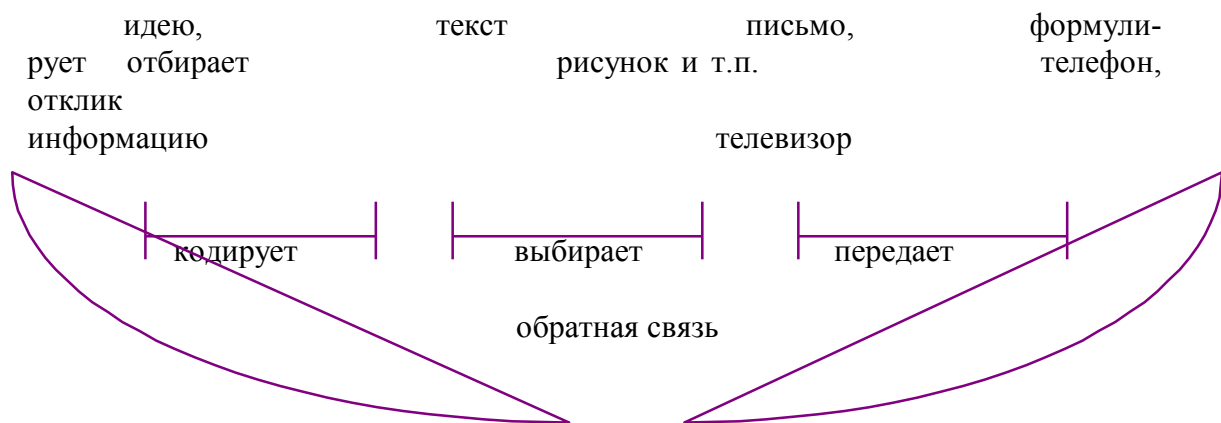 идею, текст письмо, формули-
рует отбирает рисунок и т.п. телефон,
отклик
информацию телевизор
кодирует выбирает передает
обратная связь